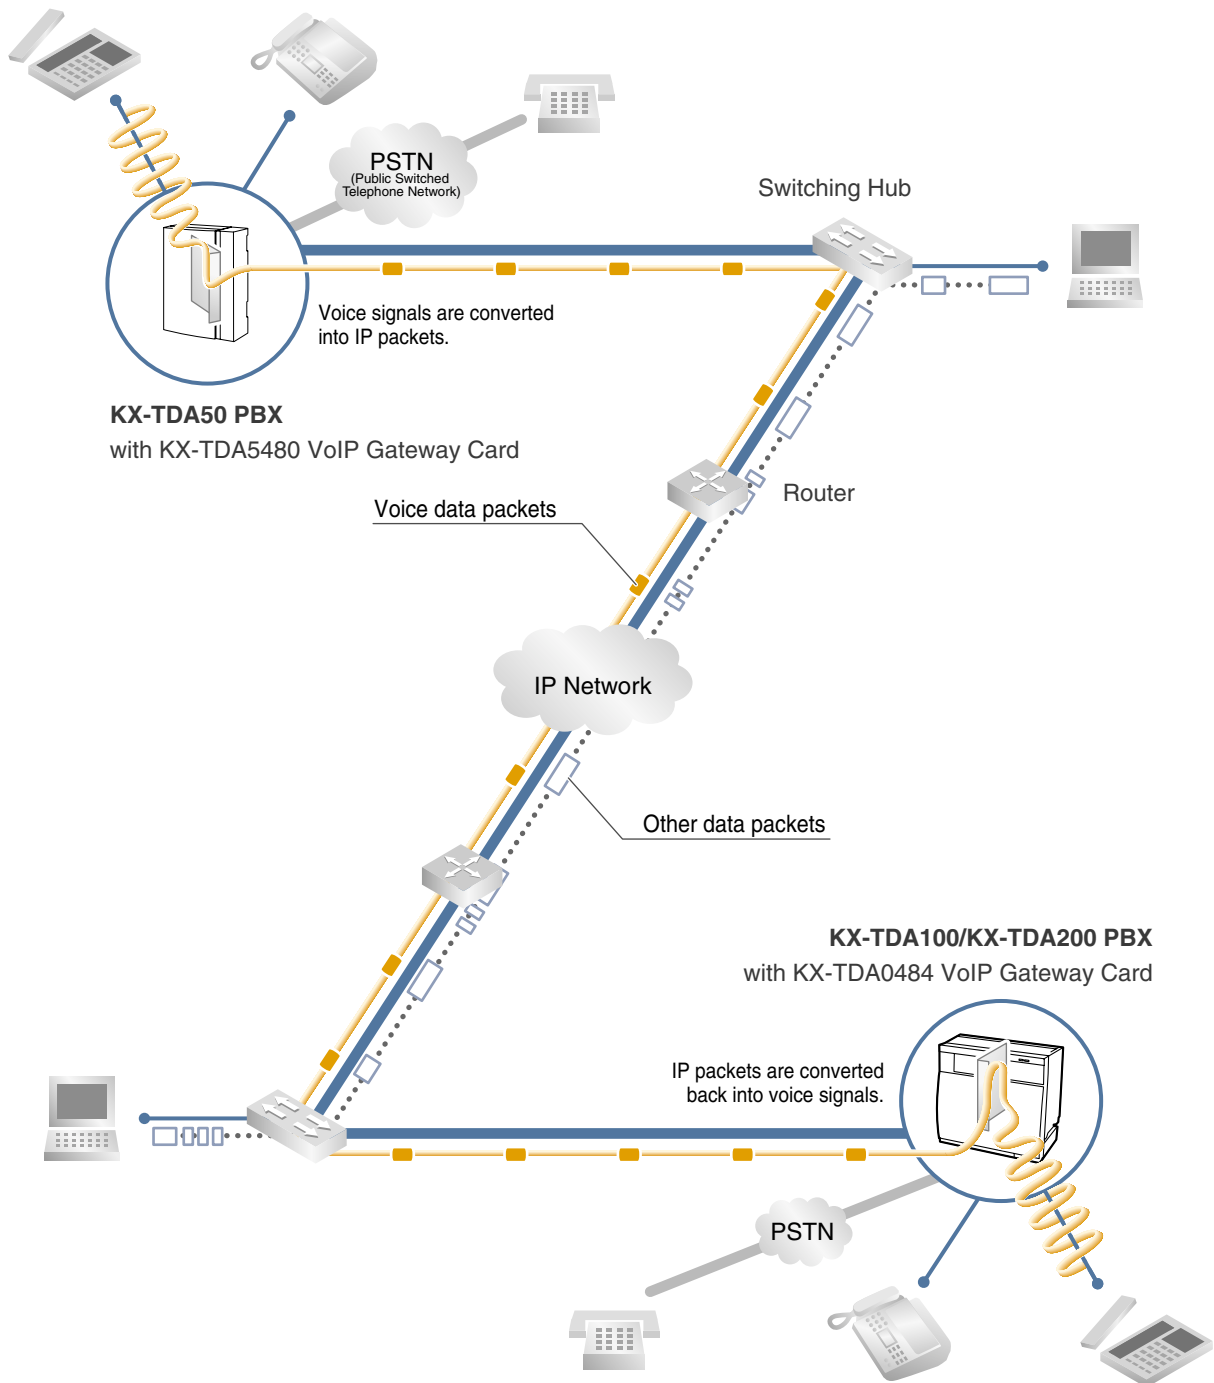 PSTN
(Public Switched
Telephone Network)
Switching Hub
Voice signals are converted
into IP packets.
KX-TDA50 PBX
with KX-TDA5480 VoIP Gateway Card
Router
Voice data packets
IP Network
Other data packets
KX-TDA100/KX-TDA200 PBX
with KX-TDA0484 VoIP Gateway Card
IP packets are converted
back into voice signals.
PSTN